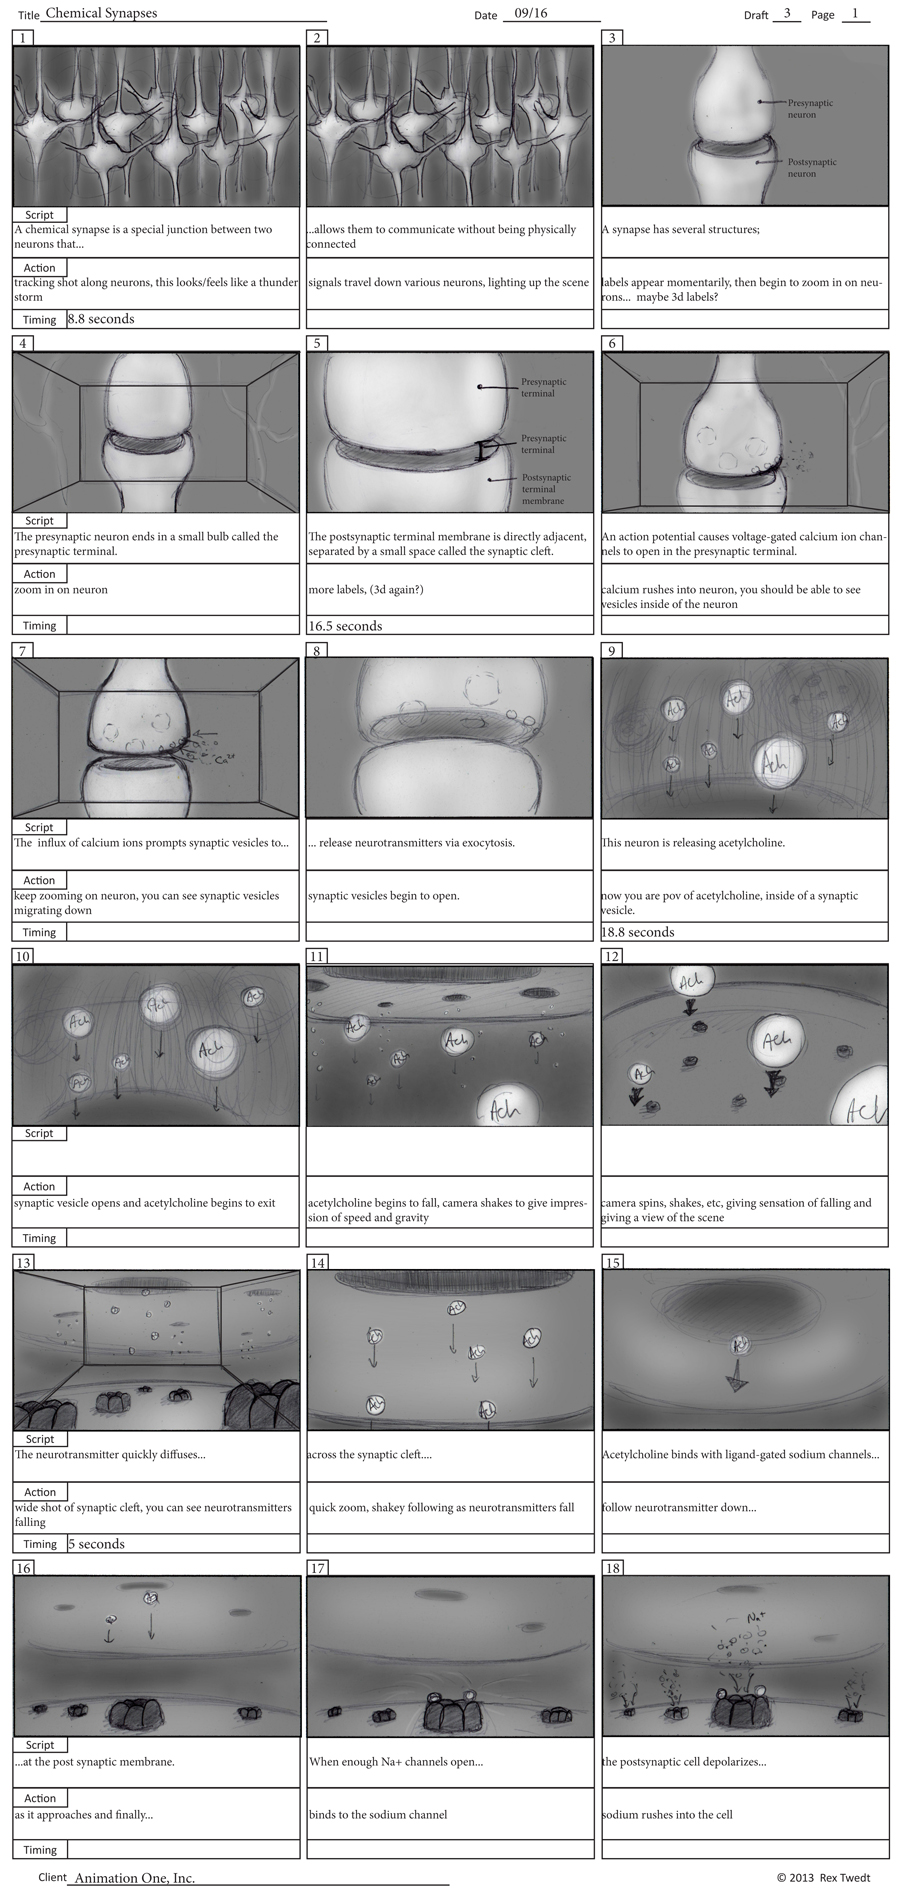 Title Chemical Synapses Date 09/16 Draft 3 Page 1
1
Script
A chemical synapse is a special junction between two
neurons that...
Action
tracking shot along neurons, this looks/feels like a thunder
storm
Timing 8.8 seconds
2
...allows them to communicate without being physically
connected
signals travel down various neurons, lighting up the scene
3
Presynaptic
neuron
Postsynaptic
neuron
A synapse has several structures;
labels appear momentarily, then begin to zoom in on neu-
rons... maybe 3d labels?
4
Script
The presynaptic neuron ends in a small bulb called the
presynaptic terminal.
Action
zoom in on neuron
Timing
5
Presynaptic
terminal
Presynaptic
terminal
Postsynaptic
terminal
membrane
The postsynaptic terminal membrane is directly adjacent,
separated by a small space called the synaptic cleft.
more labels, (3d again?)
16.5 seconds
6
An action potential causes voltage-gated calcium ion chan-
nels to open in the presynaptic terminal.
calcium rushes into neuron, you should be able to see
vesicles inside of the neuron
7
Ca2+
Script
The influx of calcium ions prompts synaptic vesicles to...
Action
keep zooming on neuron, you can see synaptic vesicles
migrating down
Timing
8
... release neurotransmitters via exocytosis.
synaptic vesicles begin to open.
9
Ach
Ach
Ach
Ach
Ach
Ach
This neuron is releasing acetylcholine.
now you are pov of acetylcholine, inside of a synaptic
vesicle.
18.8 seconds
10
Ach
Ach
Ach
Ach
Ach
Ach
Script
Action
synaptic vesicle opens and acetylcholine begins to exit
Timing
11
Ach
Ach
Ach
Ach
Ach
Ach
acetylcholine begins to fall, camera shakes to give impres-
sion of speed and gravity
12
Ach
Ach
Ach
Ach
camera spins, shakes, etc, giving sensation of falling and
giving a view of the scene
13
Script
The neurotransmitter quickly diffuses...
Action
wide shot of synaptic cleft, you can see neurotransmitters
falling
Timing 5 seconds
14
Ach
Ach
Ach
Ach
Ach
Ach
across the synaptic cleft....
quick zoom, shakey following as neurotransmitters fall
15
Acetylcholine binds with ligand-gated sodium channels...
follow neurotransmitter down...
16
Script
...at the post synaptic membrane.
Action
as it approaches and finally...
Timing
17
When enough Na+ channels open...
binds to the sodium channel
18
Na+
the postsynaptic cell depolarizes...
sodium rushes into the cell
Client Animation One, Inc. © 2013 Rex Twedt